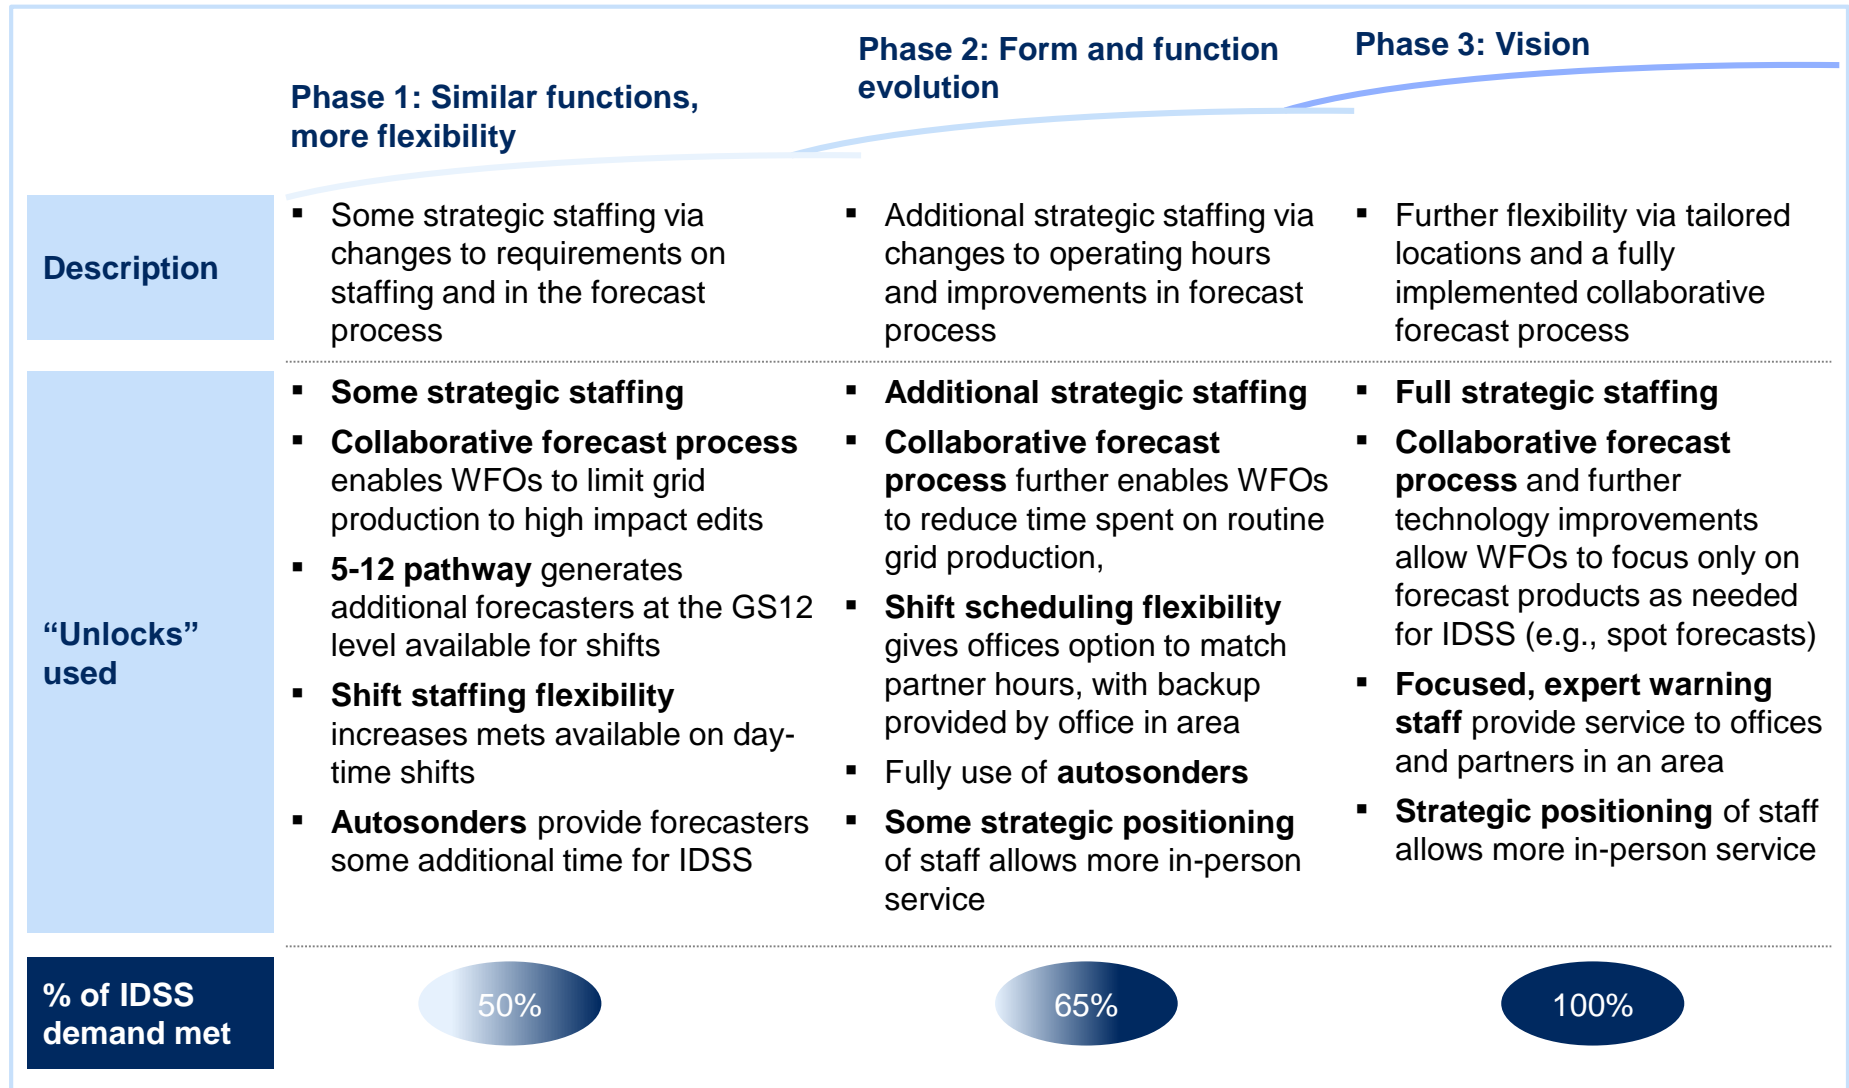 Phase 1: Similar functions,
more flexibility
Phase 2: Form and function
evolution
Phase 3: Vision
Description
▪ Some strategic staffing via
changes to requirements on
staffing and in the forecast
process
▪ Additional strategic staffing via
changes to operating hours
and improvements in forecast
process
▪ Further flexibility via tailored
locations and a fully
implemented collaborative
forecast process
“Unlocks”
used
▪ Some strategic staffing
▪ Collaborative forecast process
enables WFOs to limit grid
production to high impact edits
▪ 5-12 pathway generates
additional forecasters at the GS12
level available for shifts
▪ Shift staffing flexibility
increases mets available on day-
time shifts
▪ Autosonders provide forecasters
some additional time for IDSS
▪ Additional strategic staffing
▪ Collaborative forecast
process further enables WFOs
to reduce time spent on routine
grid production,
▪ Shift scheduling flexibility
gives offices option to match
partner hours, with backup
provided by office in area
▪ Fully use of autosonders
▪ Some strategic positioning
of staff allows more in-person
service
▪ Full strategic staffing
▪ Collaborative forecast
process and further
technology improvements
allow WFOs to focus only on
forecast products as needed
for IDSS (e.g., spot forecasts)
▪ Focused, expert warning
staff provide service to offices
and partners in an area
▪ Strategic positioning of staff
allows more in-person service
% of IDSS
demand met
50%
65%
100%